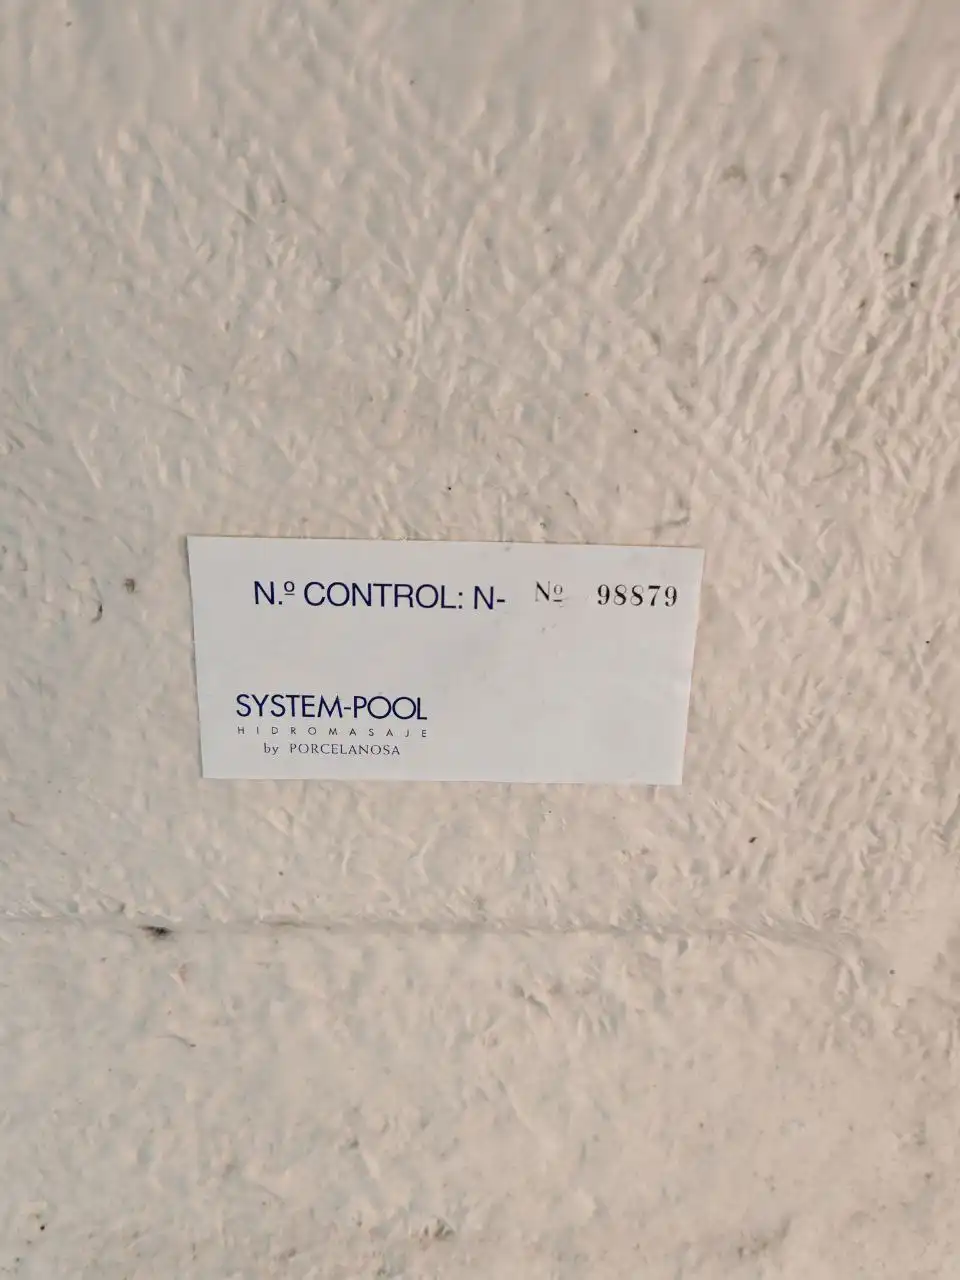 N.º CONTROL: N- Nº 98879
SYSTEM-POOL
HIDROMASAJE
by PORCELANOSA